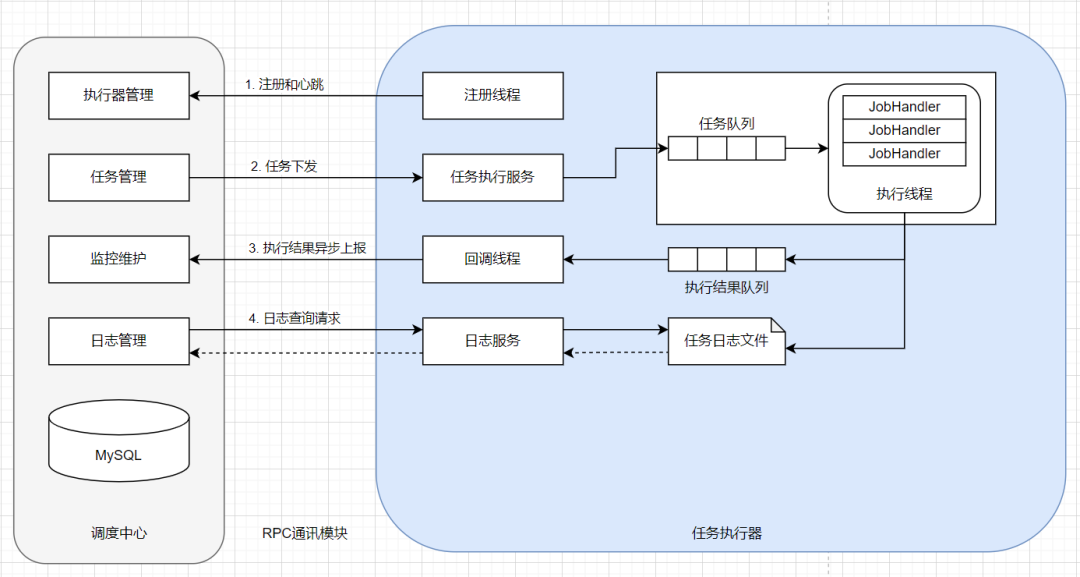 执行器管理
1. 注册和心跳
注册线程
任务队列
JobHandler
JobHandler
JobHandler
执行线程
任务管理
2. 任务下发
任务执行服务
监控维护
3. 执行结果异步上报
回调线程
执行结果队列
日志管理
4. 日志查询请求
日志服务
任务日志文件
MySQL
调度中心
RPC通讯模块
任务执行器